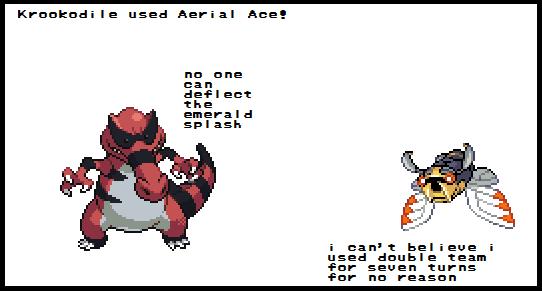 Krookodile used Aerial Ace!
no one
can
deflect
the
emerald
splash
i can't believe i
used double team
for seven turns
for no reason